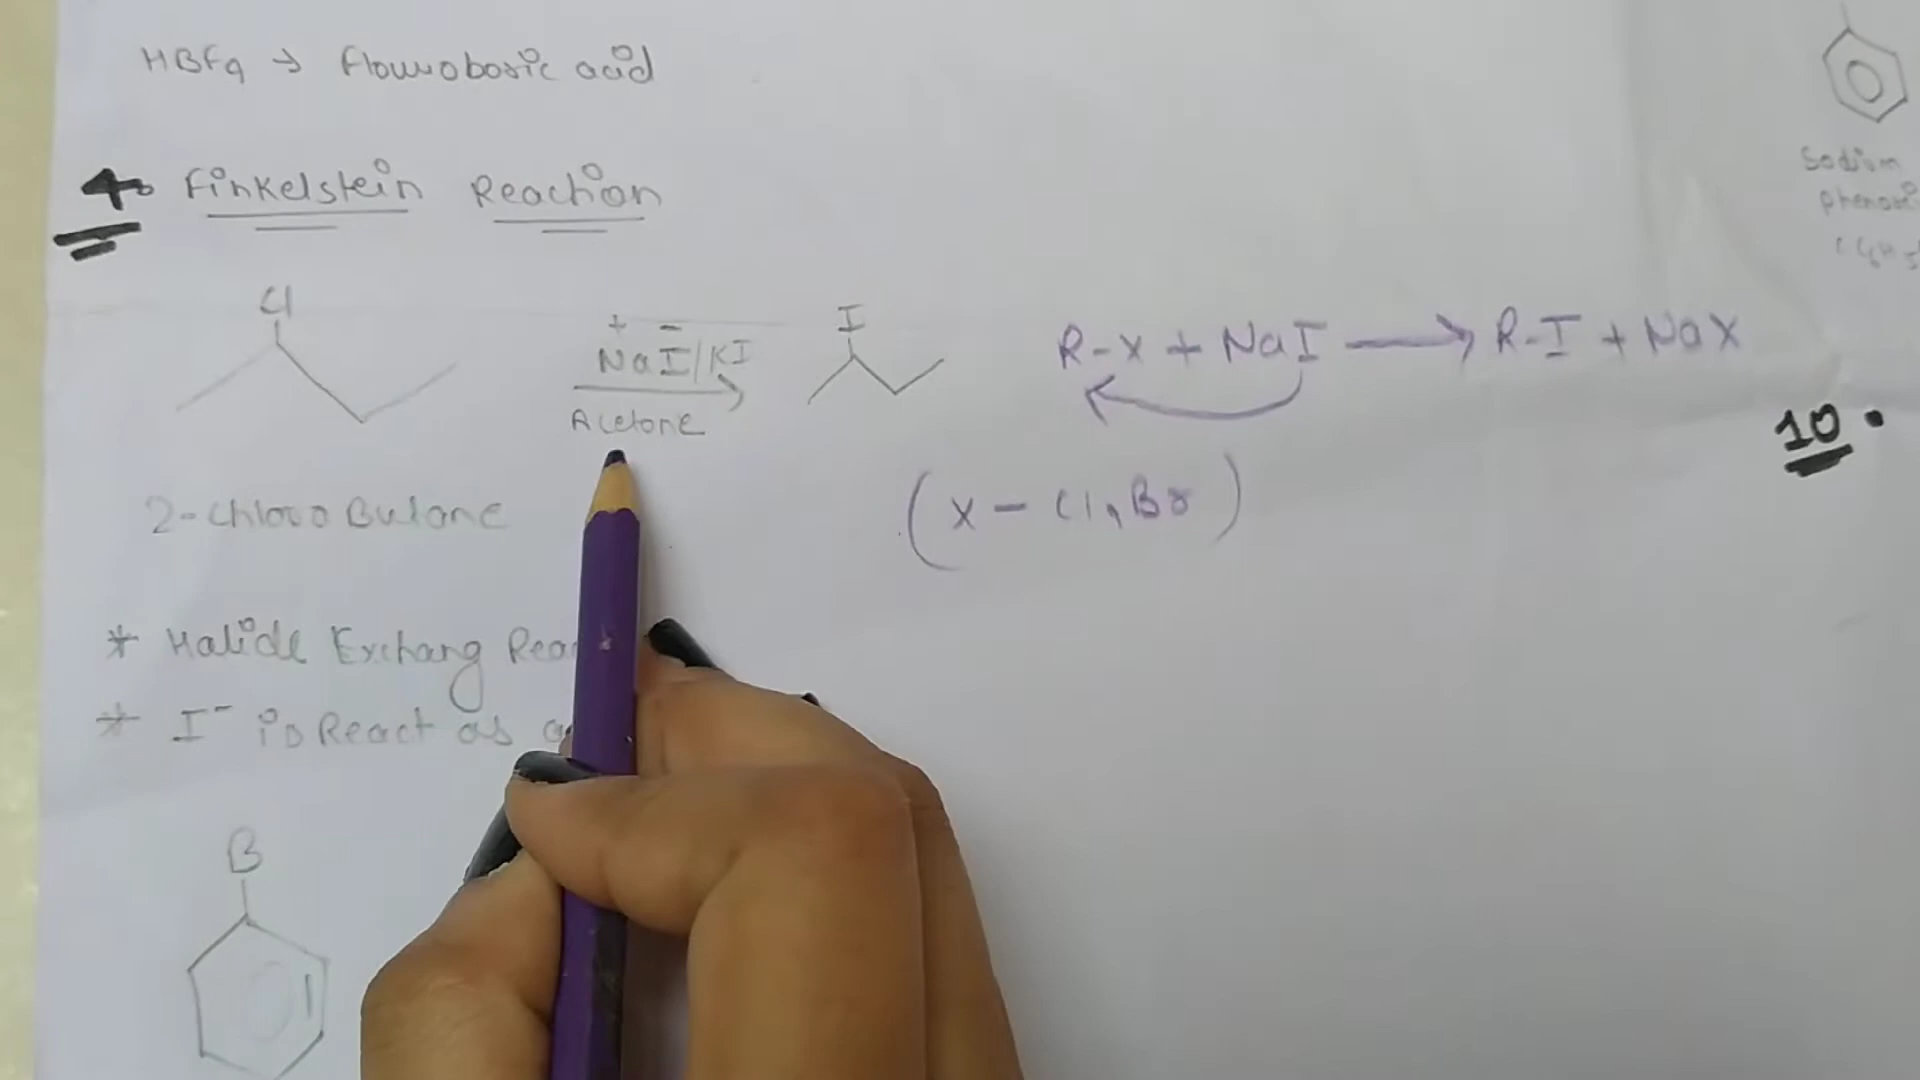 HBF4 → flouroboric acid
4. Finkelstein Reaction
Cl
+ -
NaI/KI
Acetone
I
R-X + NaI → R-I + NaX
2-Chloro Butane
(X - Cl, Br)
* Halide Exchang
* I- is React as
B
Sodium
10.